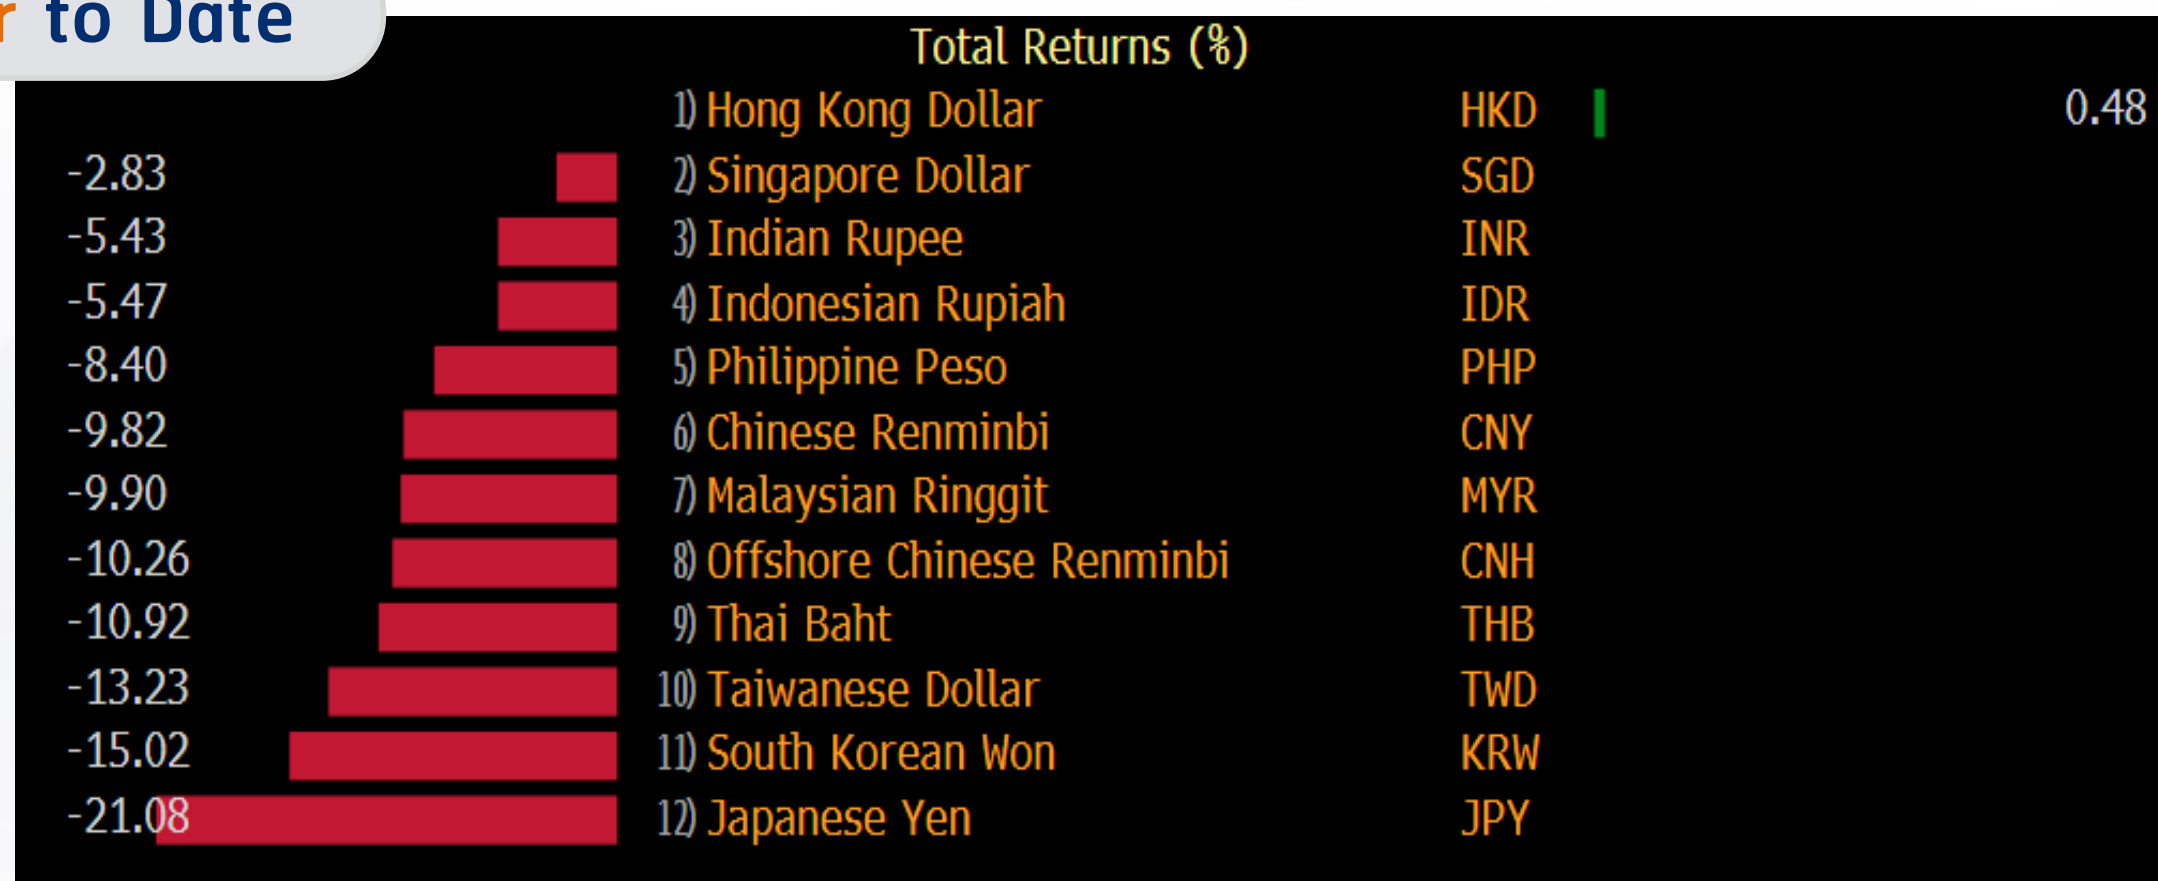 to Date
Total Returns (%)
1) Hong Kong Dollar HKD 0.48
-2.83 2) Singapore Dollar SGD
-5.43 3) Indian Rupee INR
-5.47 4) Indonesian Rupiah IDR
-8.40 5) Philippine Peso PHP
-9.82 6) Chinese Renminbi CNY
-9.90 7) Malaysian Ringgit MYR
-10.26 8) Offshore Chinese Renminbi CNH
-10.92 9) Thai Baht THB
-13.23 10) Taiwanese Dollar TWD
-15.02 11) South Korean Won KRW
-21.08 12) Japanese Yen JPY